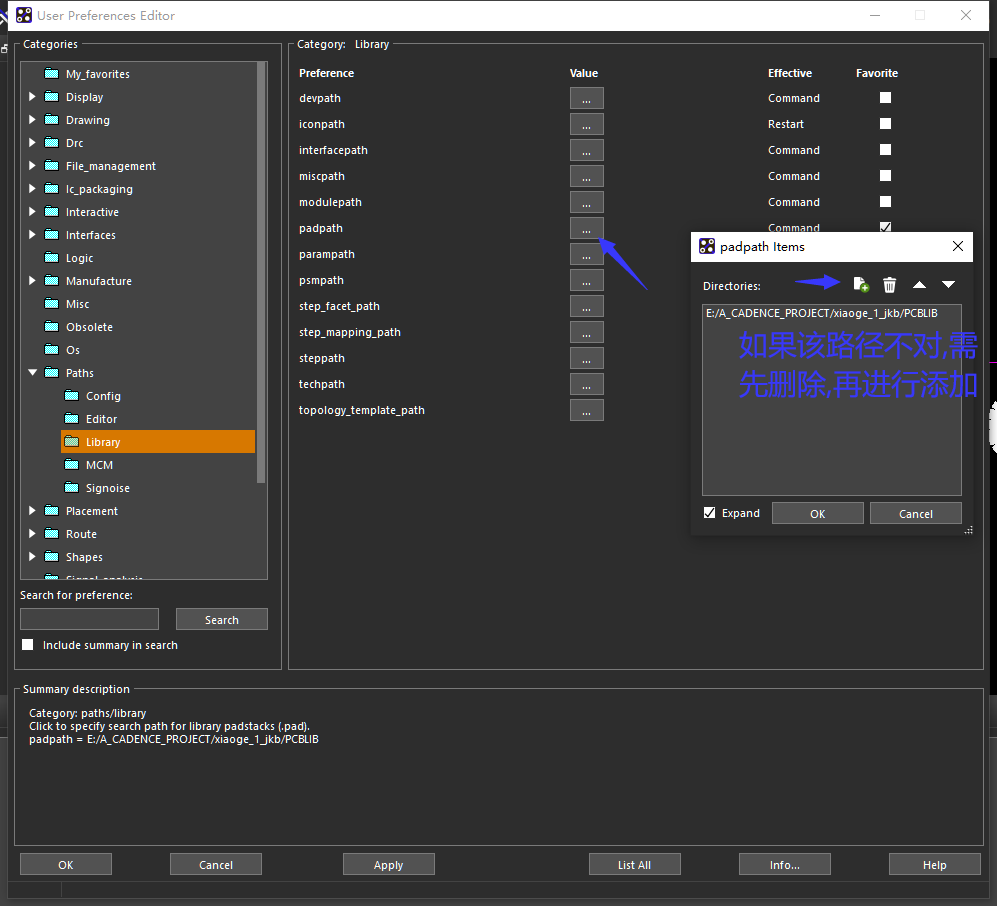 User Preferences Editor
Categories
My_favorites
Display
Drawing
Drc
File_management
Ic_packaging
Interactive
Interfaces
Logic
Manufacture
Misc
Obsolete
Os
Paths
Config
Editor
Library
MCM
Signoise
Placement
Route
Shapes
Signal_analysis
Search for preference:
Search
Include summary in search
Category: Library
Preference Value Effective Favorite
devpath ... Command
iconpath ... Restart
interfacepath ... Command
miscpath ... Command
modulepath ... Command
padpath ... Command
parampath ...
psmpath ...
step_facet_path ...
step_mapping_path ...
steppath ...
techpath ...
topology_template_path ...
padpath Items
Directories:
E:/A_CADENCE_PROJECT/xiaoge_1_jkb/PCBLIB
如果该路径不对,需
先删除,再进行添加
Expand OK Cancel
Summary description
Category: paths/library
Click to specify search path for library padstacks (.pad).
padpath = E:/A_CADENCE_PROJECT/xiaoge_1_jkb/PCBLIB
OK Cancel Apply List All Info... Help